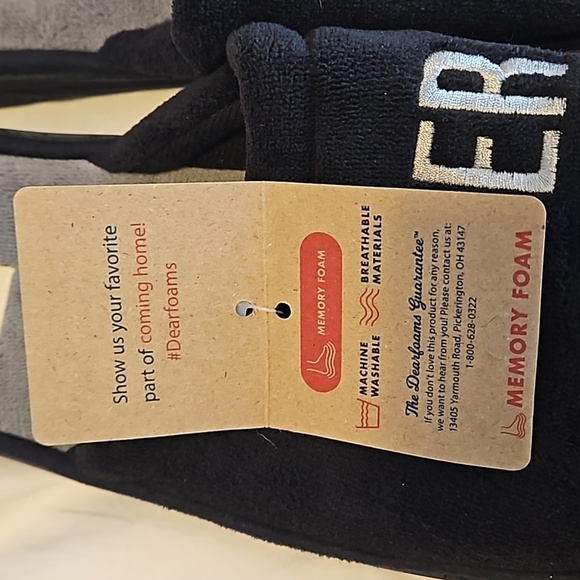 ER
Show us your favorite
part of coming home!
#Dearfoams
MEMORY FOAM
MACHINE
WASHABLE
BREATHABLE
MATERIALS
The Dearfoams Guarantee™
If you don't love this product for any reason,
we want to hear from you! Please contact us at:
13405 Yarmouth Road, Pickerington, OH 43147
1-800-628-0322
MEMORY FOAM